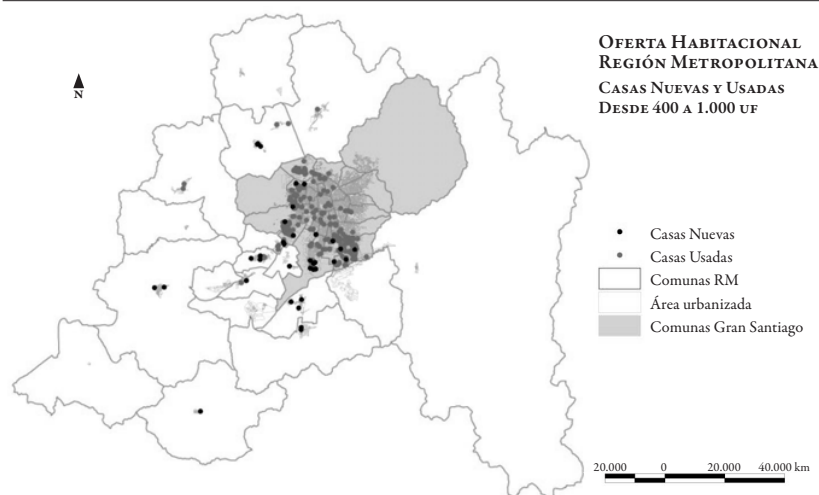 OFERTA HABITACIONAL
REGIÓN METROPOLITANA
CASAS NUEVAS Y USADAS
DESDE 400 A 1.000 UF
N
Casas Nuevas
Casas Usadas
Comunas RM
Área urbanizada
Comunas Gran Santiago
20.000 0 20.000 40.000 km